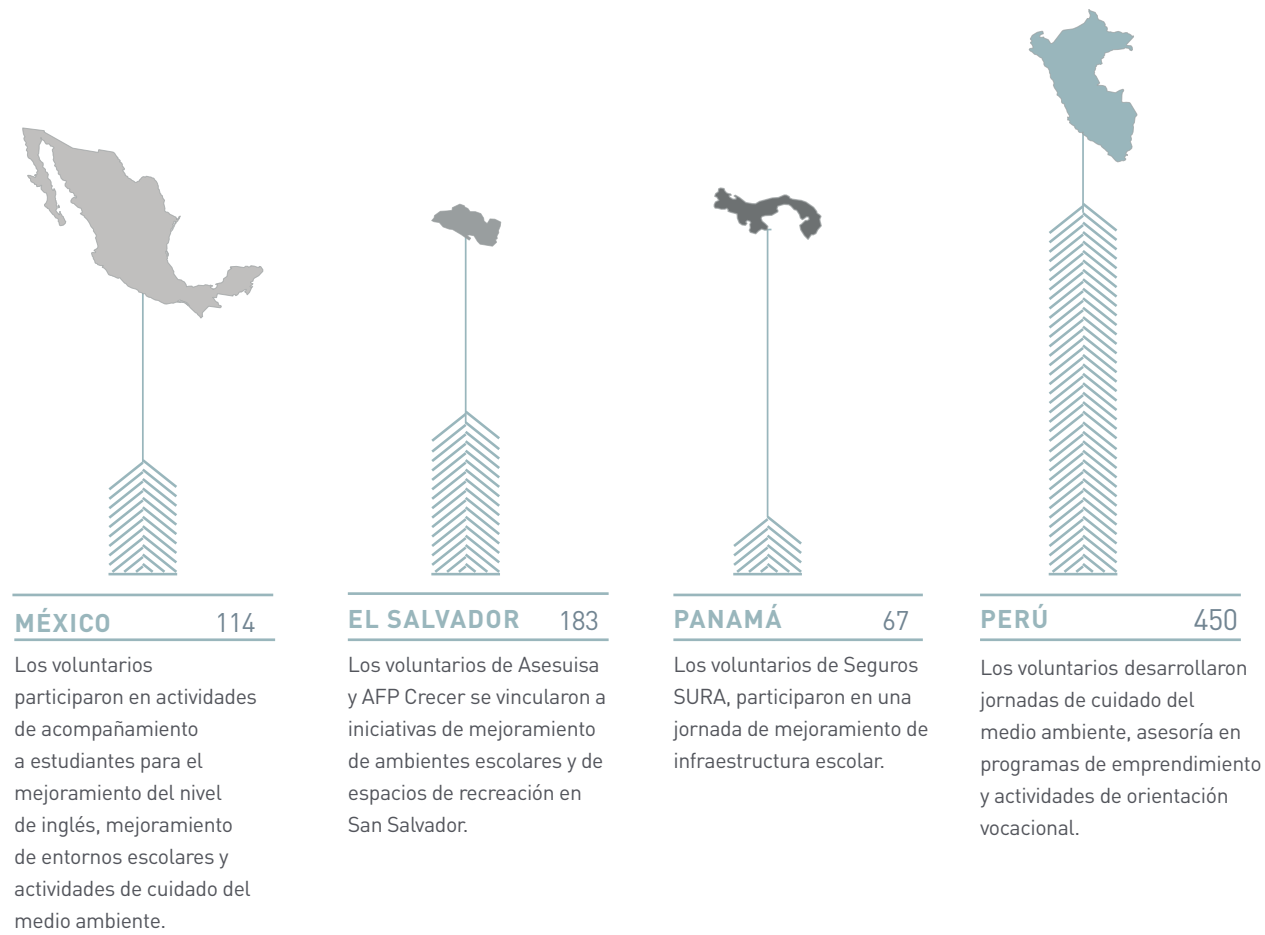 MÉXICO 114
Los voluntarios
participaron en actividades
de acompañamiento
a estudiantes para el
mejoramiento del nivel
de inglés, mejoramiento
de entornos escolares y
actividades de cuidado del
medio ambiente.
EL SALVADOR 183
Los voluntarios de Asesuisa
y AFP Crecer se vincularon a
iniciativas de mejoramiento
de ambientes escolares y de
espacios de recreación en
San Salvador.
PANAMÁ 67
Los voluntarios de Seguros
SURA, participaron en una
jornada de mejoramiento de
infraestructura escolar.
PERÚ 450
Los voluntarios desarrollaron
jornadas de cuidado del
medio ambiente, asesoría en
programas de emprendimiento
y actividades de orientación
vocacional.